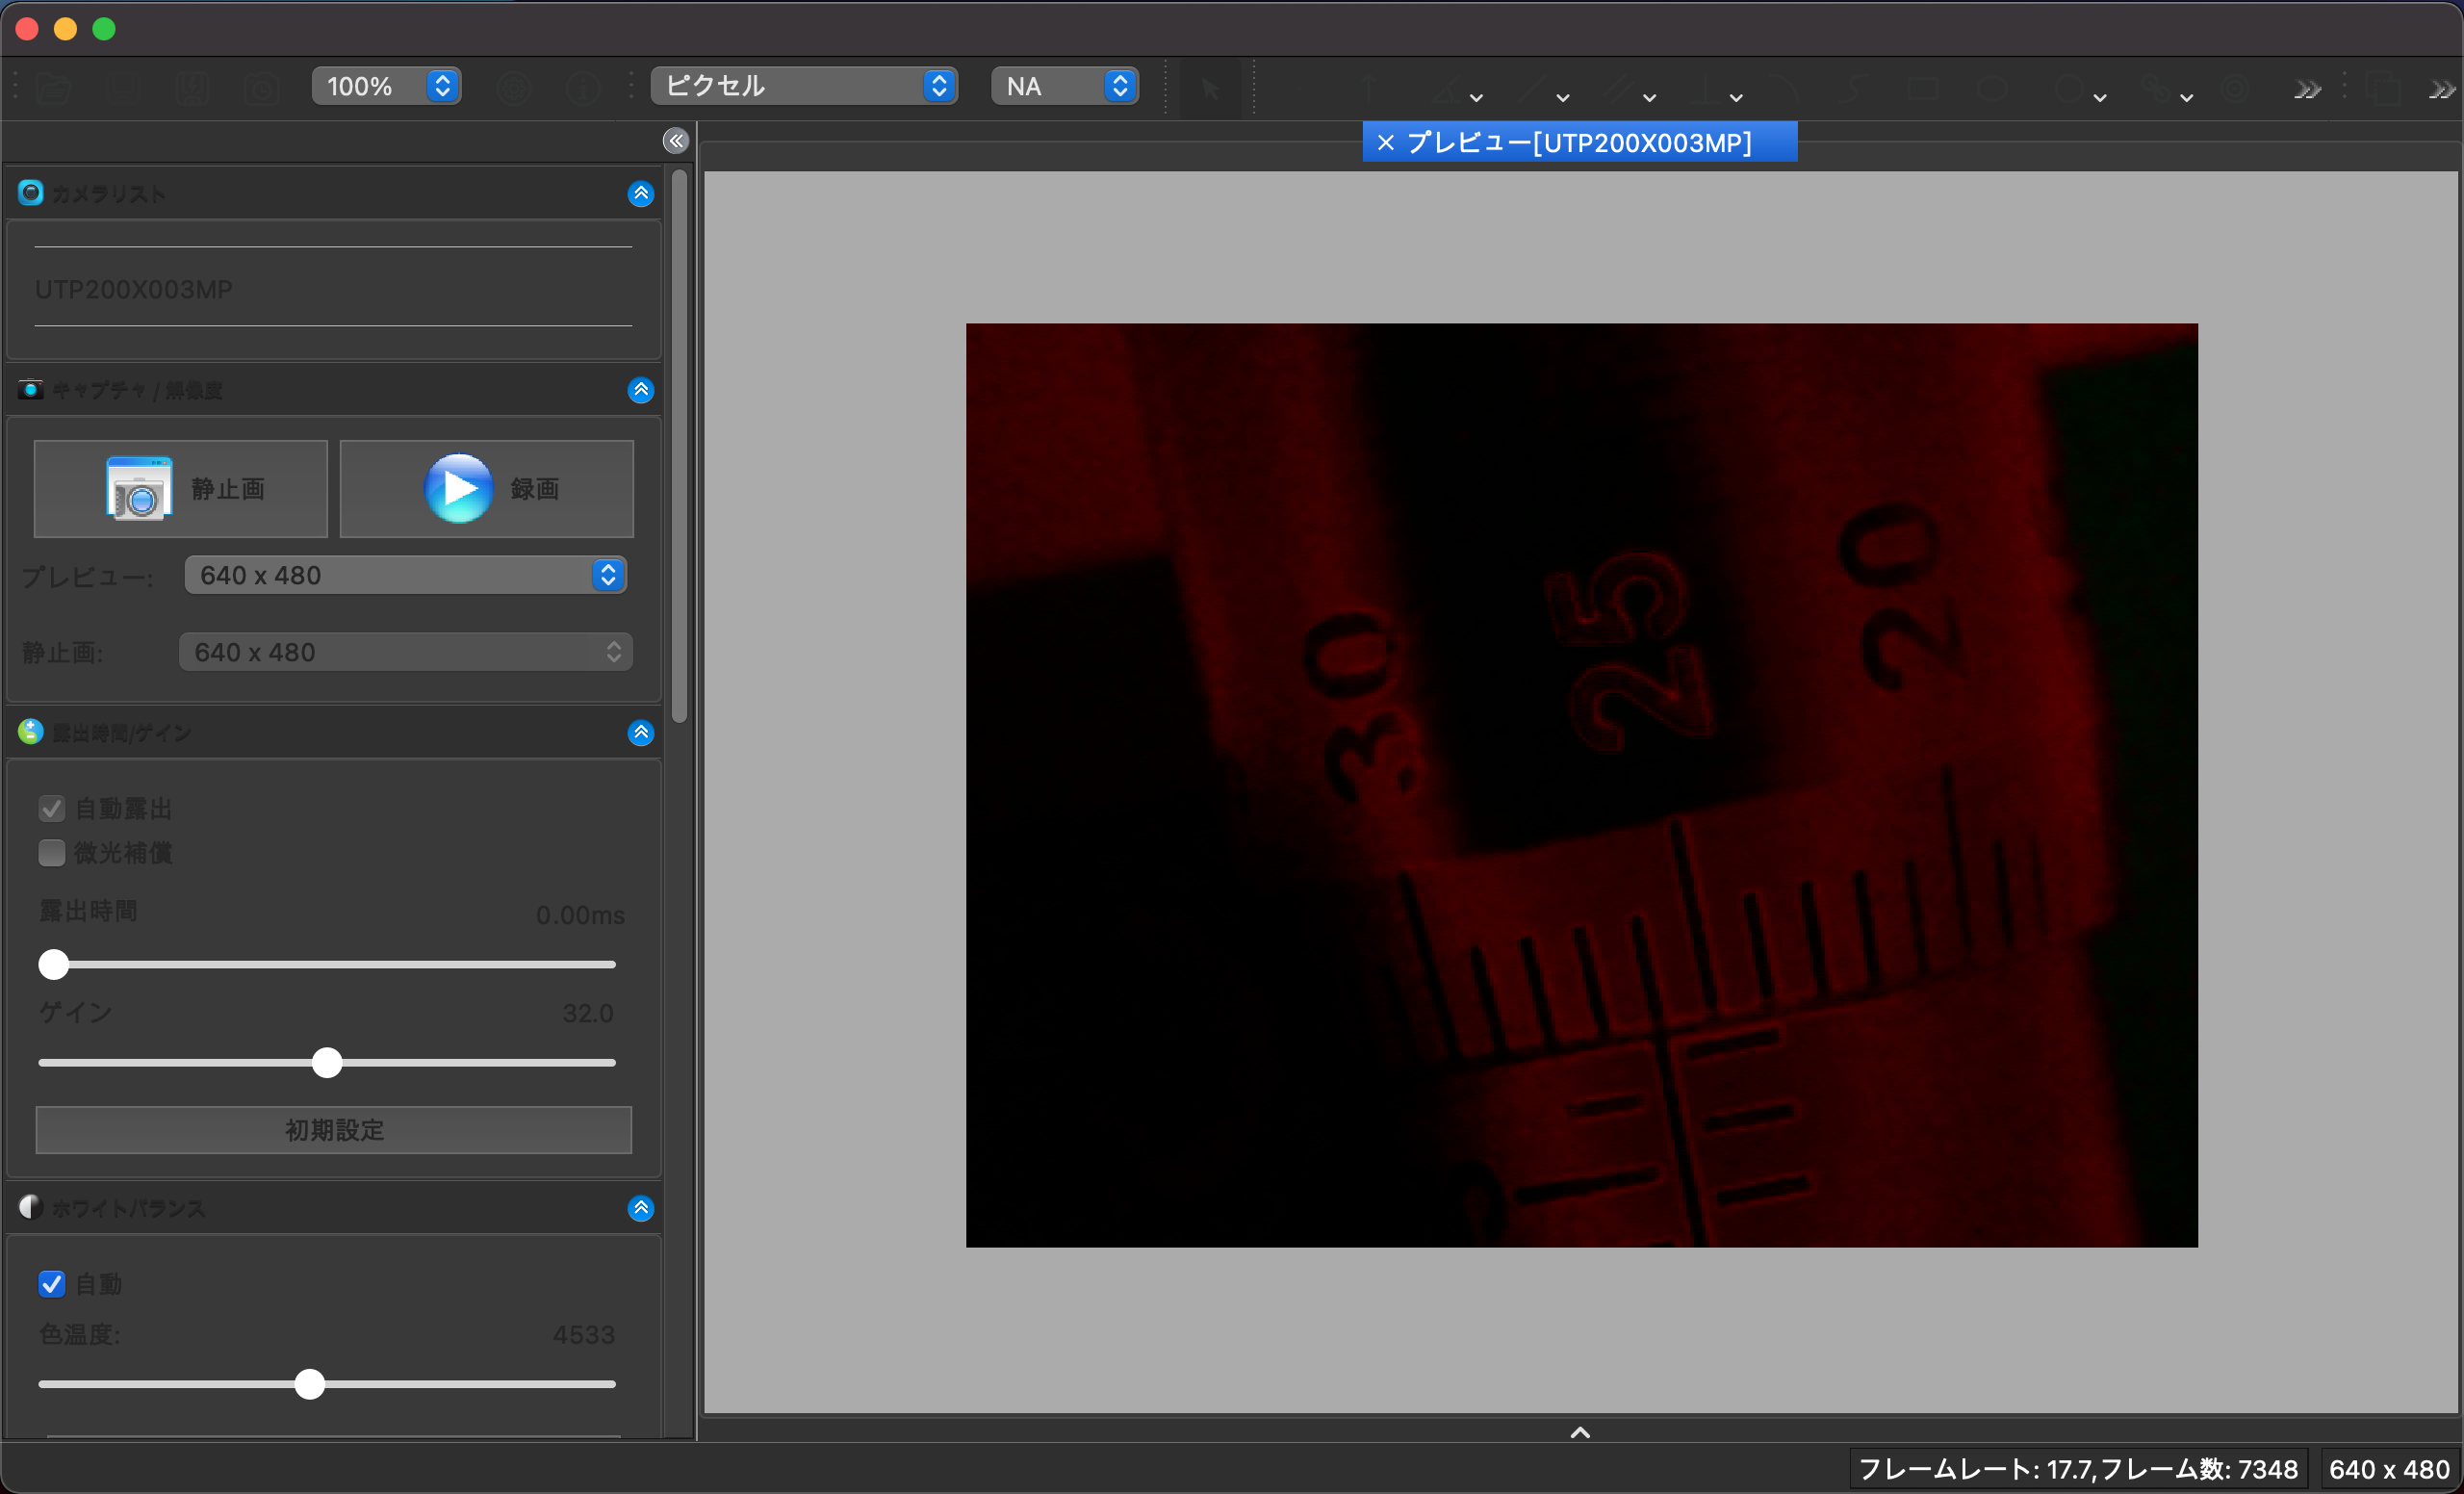 100%
ピクセル
NA
プレビュー[UTP200X003MP]
カメラリスト
UTP200X003MP
キャプチャ / 解像度
静止画
録画
プレビュー:
640 x 480
静止画:
640 x 480
露出時間/ゲイン
自動露出
微光補償
露出時間
0.00ms
ゲイン
32.0
初期設定
ホワイトバランス
自動
色温度:
4533
30
25
20
フレームレート: 17.7,フレーム数: 7348
640 x 480